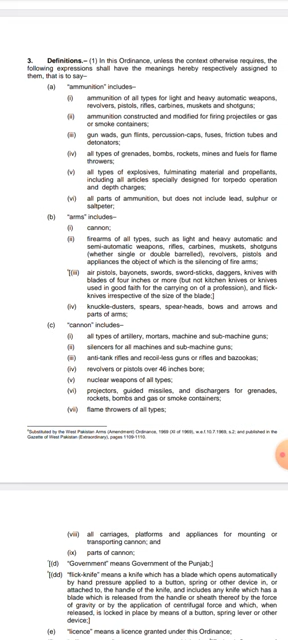 3. Definitions.– (1) In this Ordinance, unless the context otherwise requires, the
following expressions shall have the meanings hereby respectively assigned to
them, that is to say–
(a) “ammunition” includes–
(i) ammunition of all types for light and heavy automatic weapons,
revolvers, pistols, rifles, carbines, muskets and shotguns;
(ii) ammunition constructed and modified for firing projectiles or gas
or smoke containers;
(iii) gun wads, gun flints, percussion-caps, fuses, friction tubes and
detonators;
(iv) all types of grenades, bombs, rockets, mines and fuels for flame
throwers;
(v) all types of explosives, fulminating material and propellants,
including all articles specially designed for torpedo operation
and depth charges;
(vi) all parts of ammunition, but does not include lead, sulphur or
saltpeter;
(b) “arms” includes–
(i) cannon;
(ii) firearms of all types, such as light and heavy automatic and
semi-automatic weapons, rifles, carbines, muskets, shotguns
(whether single or double barrelled), revolvers, pistols and
appliances the object of which is the silencing of fire arms;
[(iii) air pistols, bayonets, swords, sword-sticks, daggers, knives with
blades of four inches or more (but not kitchen knives or knives
used in good faith for the carrying on of a profession), and flick-
knives irrespective of the size of the blade;]
(iv) knuckle-dusters, spears, spear-heads, bows and arrows and
parts of arms;
(c) “cannon” includes–
(i) all types of artillery, mortars, machine and sub-machine guns;
(ii) silencers for all machines and sub-machine guns;
(iii) anti-tank rifles and recoil-less guns or rifles and bazookas;
(iv) revolvers or pistols over 46 inches bore;
(v) nuclear weapons of all types;
(vi) projectors, guided missiles, and dischargers for grenades,
rockets, bombs and gas or smoke containers;
(vii) flame throwers of all types;
Substituted by the West Pakistan Arms (Amendment) Ordinance, 1969 (XI of 1969), w.e.f.10.7.1969, s.2; and published in the
Gazette of West Pakistan (Extraordinary), pages 1109-1110.
(viii) all carriages, platforms and appliances for mounting or
transporting cannon; and
(ix) parts of cannon;
[(d) “Government” means Government of the Punjab;]
[(dd) “flick-knife” means a knife which has a blade which opens automatically
by hand pressure applied to a button, spring or other device in, or
attached to, the handle of the knife, and includes any knife which has a
blade which is released from the handle or sheath thereof by the force
of gravity or by the application of centrifugal force and which, when
released, is locked in place by means of a button, spring lever or other
device;]
(e) “licence” means a licence granted under this Ordinance;